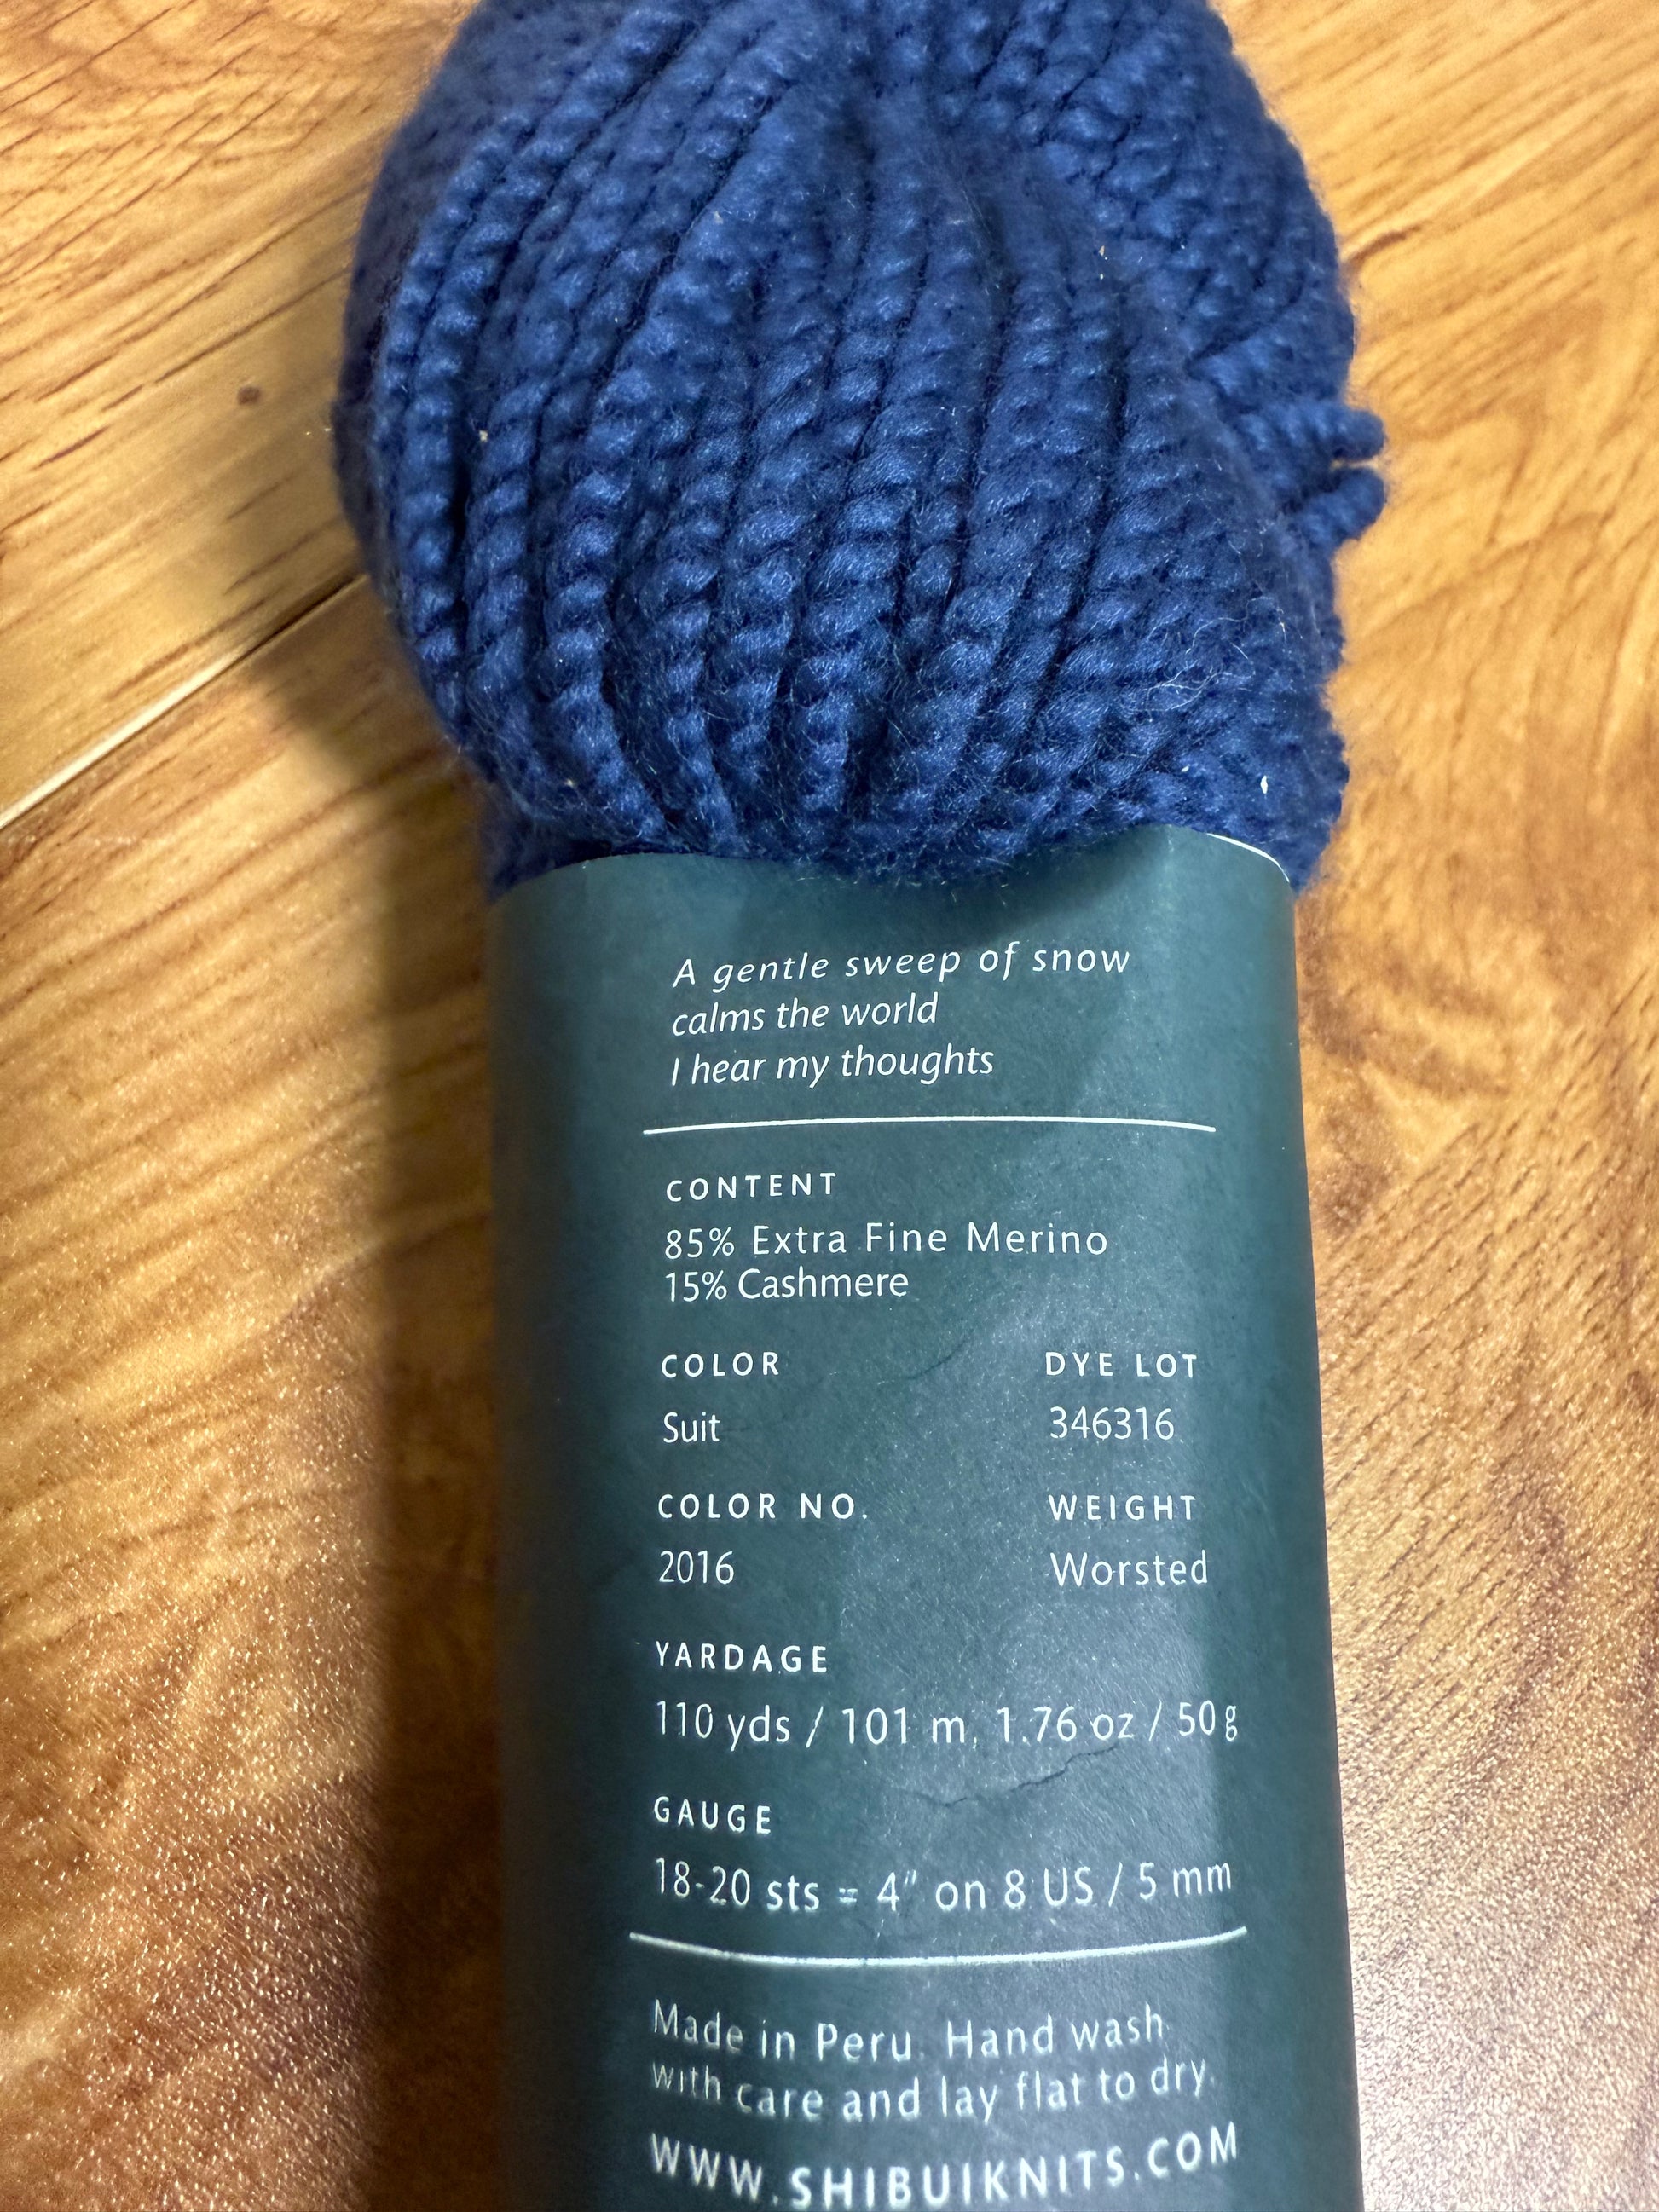 A gentle sweep of snow
calms the world
I hear my thoughts
CONTENT
85% Extra Fine Merino
15% Cashmere
COLOR DYE LOT
Suit 346316
COLOR NO. WEIGHT
2016 Worsted
YARDAGE
110 yds / 101 m, 1.76 oz / 50 g
GAUGE
18-20 sts = 4" on 8 US / 5 mm
Made in Peru. Hand wash
with care and lay flat to dry.
WWW.SHIBUIKNITS.COM